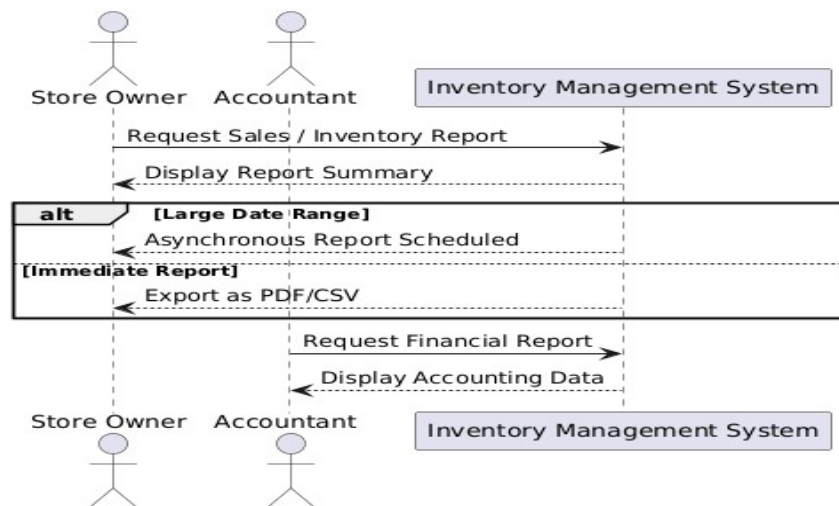 Store Owner
Accountant
Inventory Management System
Request Sales / Inventory Report
Display Report Summary
alt
[Large Date Range]
Asynchronous Report Scheduled
[Immediate Report]
Export as PDF/CSV
Request Financial Report
Display Accounting Data
Store Owner
Accountant
Inventory Management System